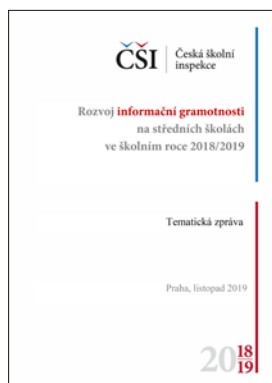 ČŠI Česká školní
inspekce
Rozvoj informační gramotnosti
na středních školách
ve školním roce 2018/2019
Tematická zpráva
Praha, listopad 2019
2018
19